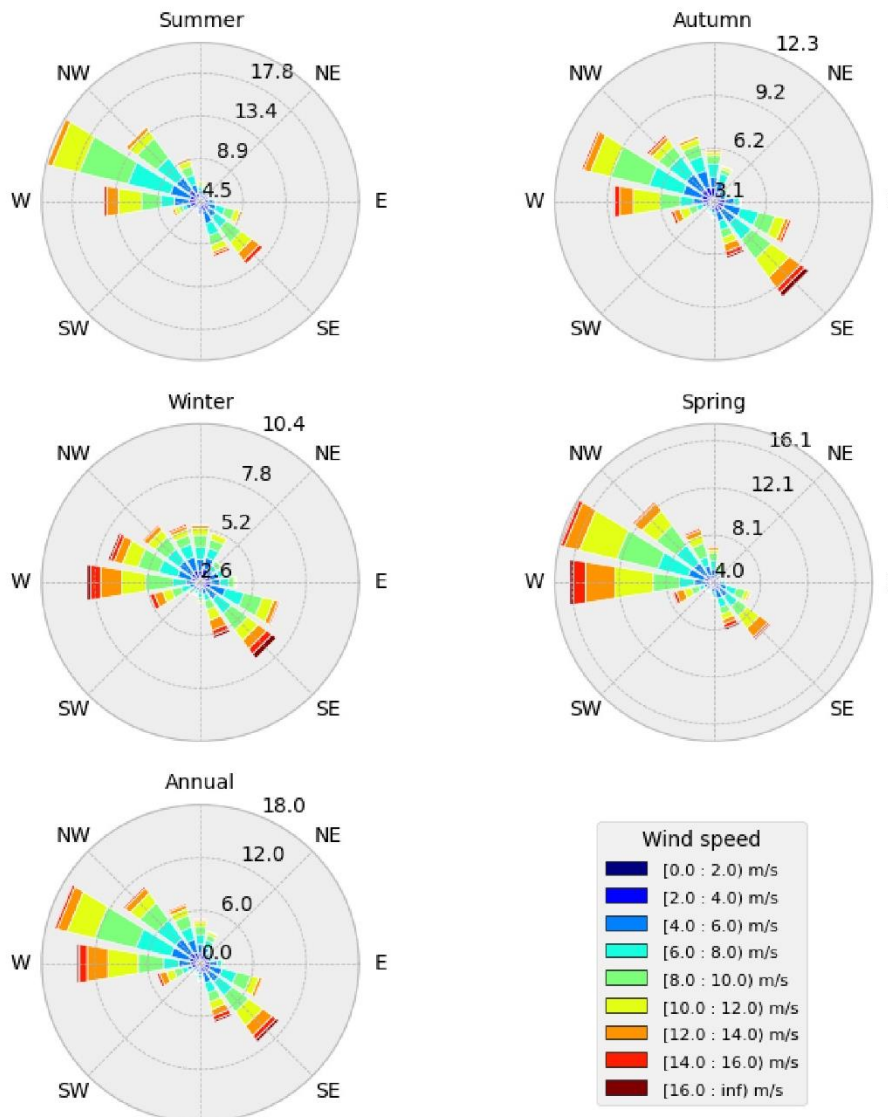 Summer
17.8
13.4
8.9
4.5
NW
NE
W
E
SW
SE
Autumn
12.3
9.2
6.2
3.1
NW
NE
W
SW
SE
Winter
10.4
7.8
5.2
2.6
NW
NE
W
E
SW
SE
Spring
16.1
12.1
8.1
4.0
NW
NE
W
SW
SE
Annual
18.0
12.0
6.0
0.0
NW
NE
W
E
SW
SE
Wind speed
[0.0 : 2.0) m/s
[2.0 : 4.0) m/s
[4.0 : 6.0) m/s
[6.0 : 8.0) m/s
[8.0 : 10.0) m/s
[10.0 : 12.0) m/s
[12.0 : 14.0) m/s
[14.0 : 16.0) m/s
[16.0 : inf) m/s